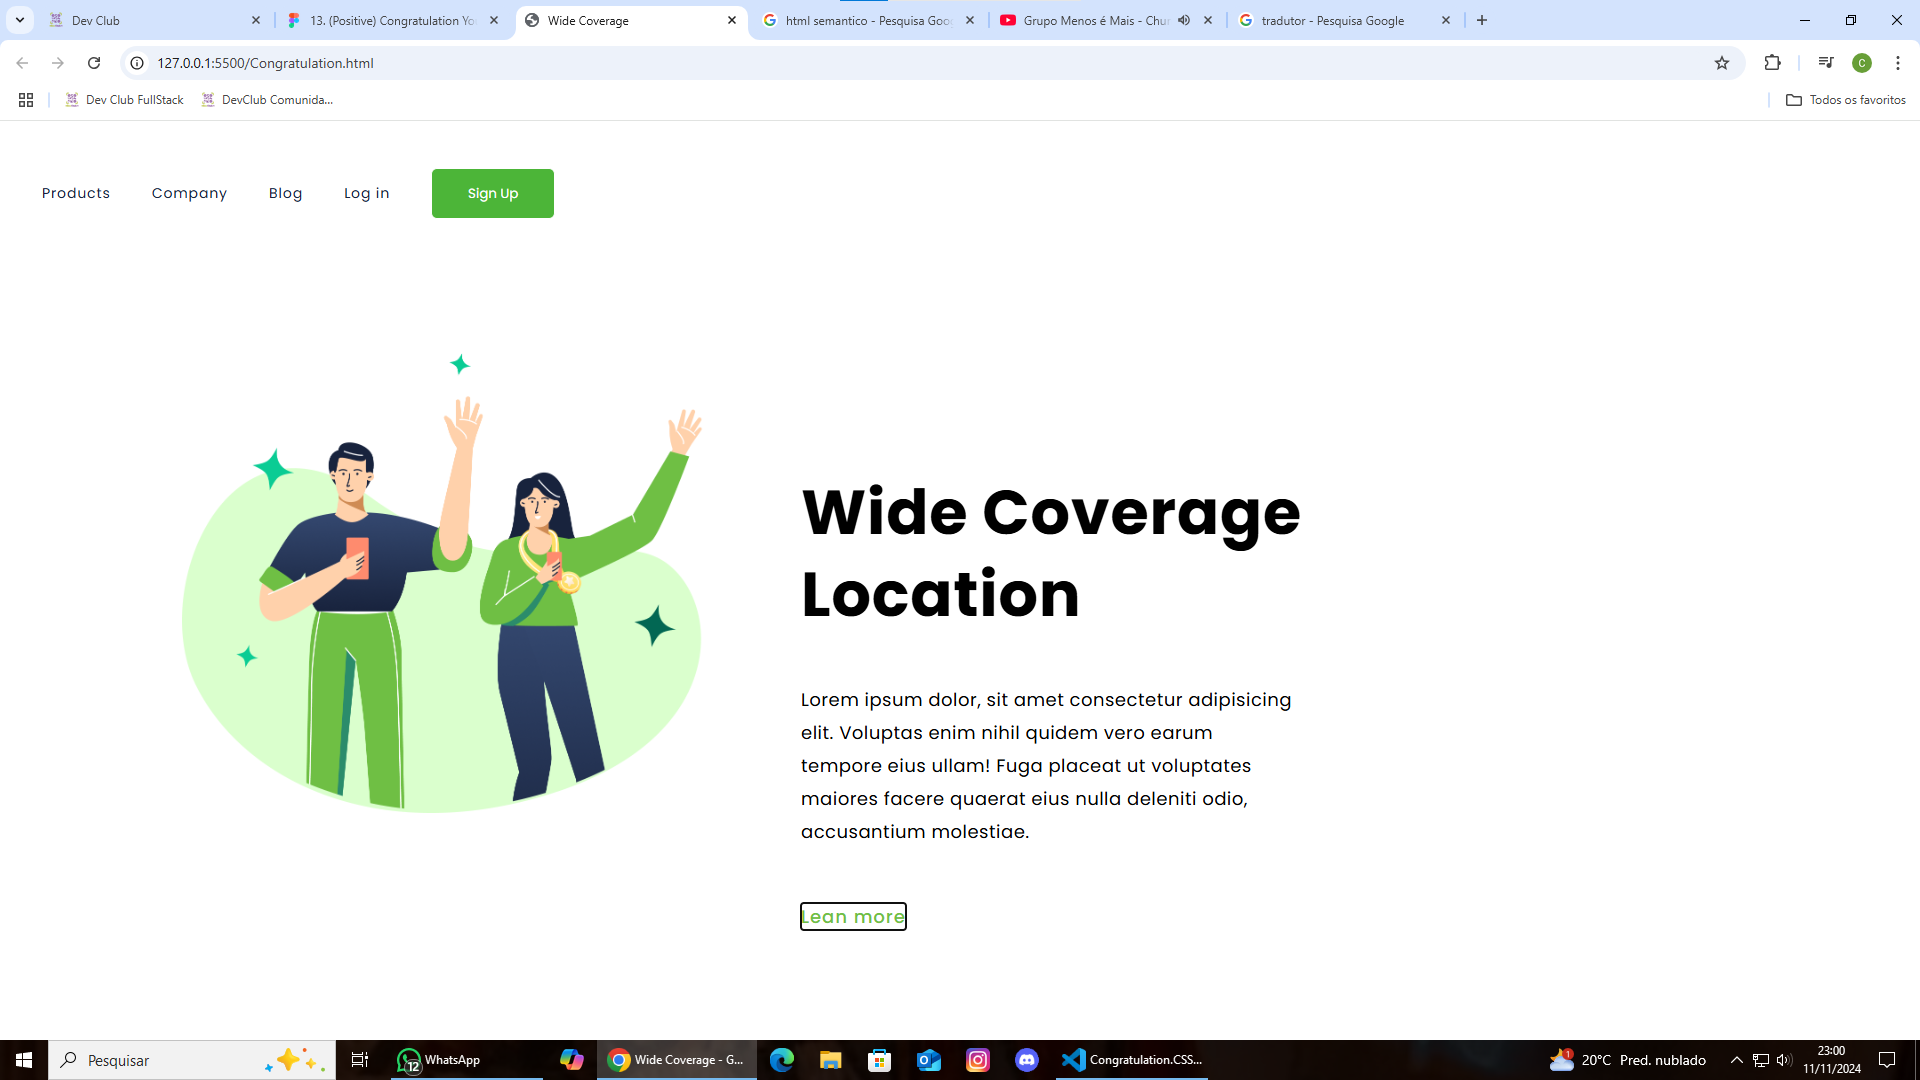 Dev Club
13. (Positive) Congratulation You
Wide Coverage
html semantico - Pesquisa Goog
Grupo Menos é Mais - Chur
tradutor - Pesquisa Google
127.0.0.1:5500/Congratulation.html
C
Dev Club FullStack
DevClub Comunida...
Todos os favoritos
Products
Company
Blog
Log in
Sign Up
Wide Coverage
Location
Lorem ipsum dolor, sit amet consectetur adipisicing
elit. Voluptas enim nihil quidem vero earum
tempore eius ullam! Fuga placeat ut voluptates
maiores facere quaerat eius nulla deleniti odio,
accusantium molestiae.
Lean more
Pesquisar
12
WhatsApp
Wide Coverage - G...
Congratulation.CSS...
1
20°C Pred. nublado
23:00
11/11/2024